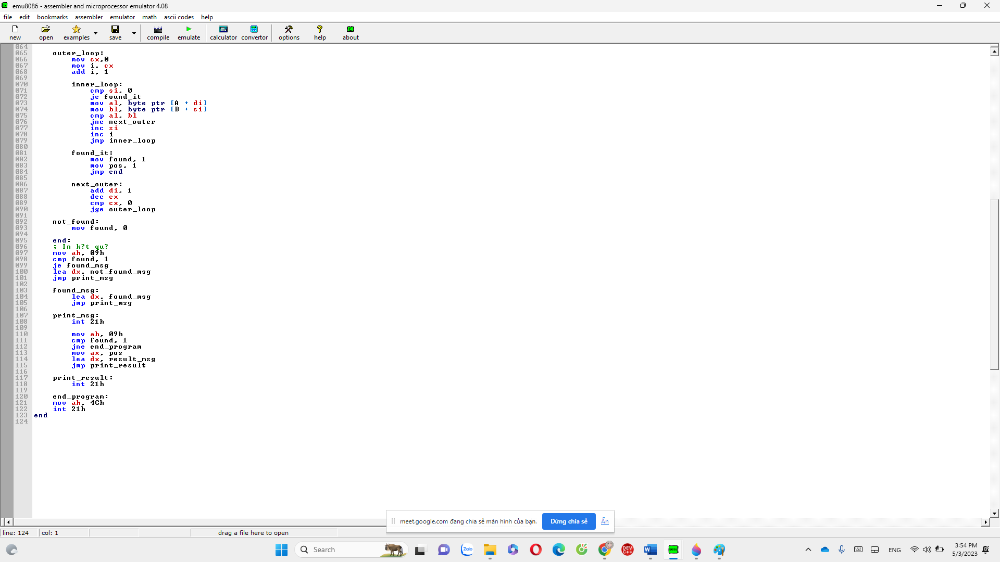 emu8086 - assembler and microprocessor emulator 4.08
file edit bookmarks assembler emulator math ascii codes help
new open examples save compile emulate calculator convertor options help about
064
065 outer_loop:
066 mov cx,0
067 mov i, cx
068 add i, 1
069
070 inner_loop:
071 cmp si, 0
072 je found_it
073 mov al, byte ptr [A + di]
074 mov bl, byte ptr [B + si]
075 cmp al, bl
076 jne next_outer
077 inc si
078 inc i
079 jmp inner_loop
080
081 found_it:
082 mov found, 1
083 mov pos, 1
084 jmp end
085
086 next_outer:
087 add di, 1
088 dec cx
089 cmp cx, 0
090 jge outer_loop
091
092 not_found:
093 mov found, 0
094
095 end:
096 ; In k?t qu?
097 mov ah, 09h
098 cmp found, 1
099 je found_msg
100 lea dx, not_found_msg
101 jmp print_msg
102
103 found_msg:
104 lea dx, found_msg
105 jmp print_msg
106
107 print_msg:
108 int 21h
109
110 mov ah, 09h
111 cmp found, 1
112 jne end_program
113 mov ax, pos
114 lea dx, result_msg
115 jmp print_result
116
117 print_result:
118 int 21h
119
120 end_program:
121 mov ah, 4Ch
122 int 21h
123 end
124
meet.google.com đang chia sẻ màn hình của bạn. Dừng chia sẻ Ẩn
line: 124 col: 1 drag a file here to open
Search
Zalo
DEV C++
8086
ENG
3:54 PM
5/3/2023